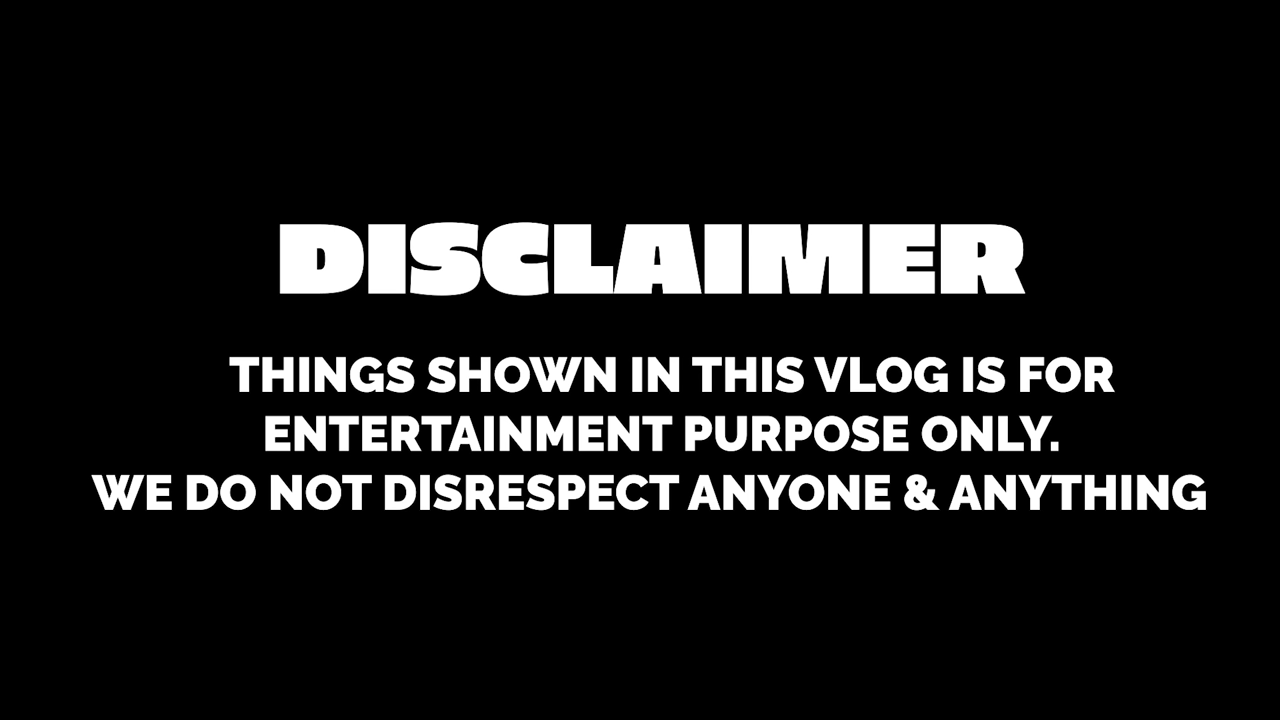 DISCLAIMER
THINGS SHOWN IN THIS VLOG IS FOR
ENTERTAINMENT PURPOSE ONLY.
WE DO NOT DISRESPECT ANYONE & ANYTHING